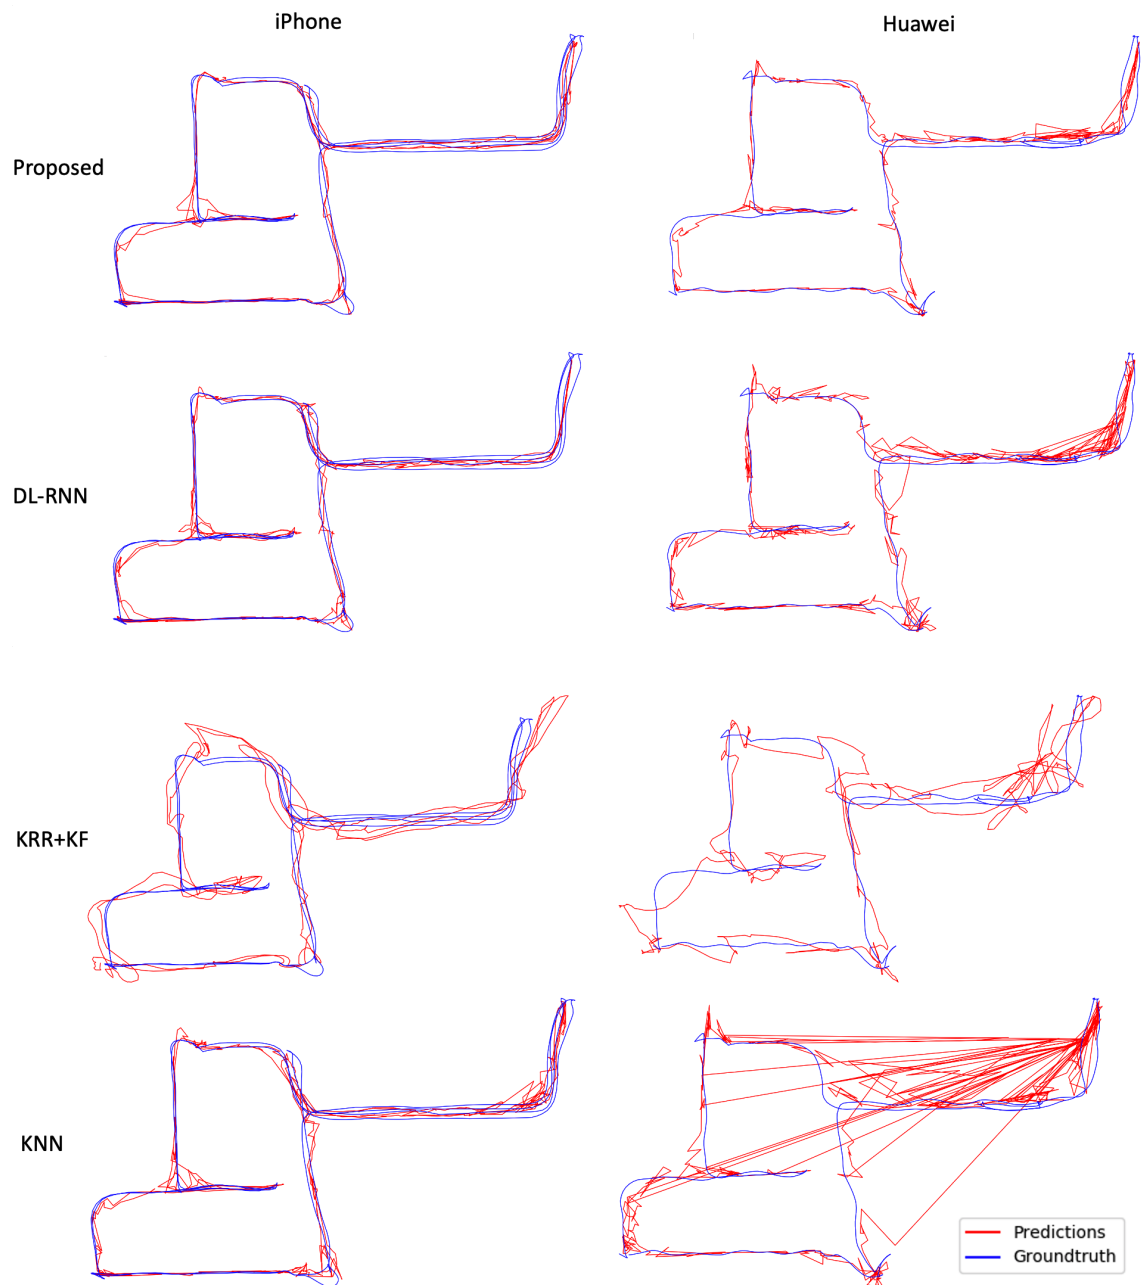 iPhone
Huawei
Proposed
DL-RNN
KRR+KF
KNN
Predictions
Groundtruth